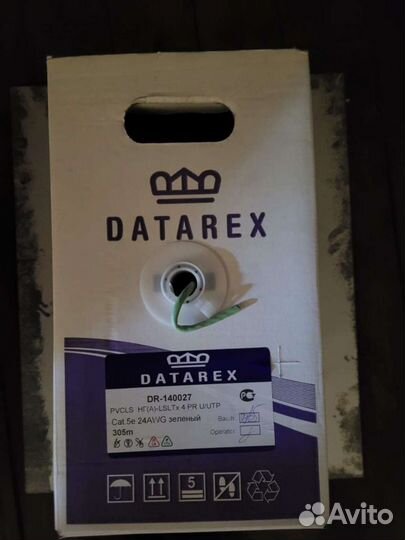 DATAREX
DATAREX
DR-140027
PVCLS НГ(А)-LSLTx 4 PR U/UTP
Cat.5e 24AWG зеленый
Batch:
305m
Operator:
5
Avito